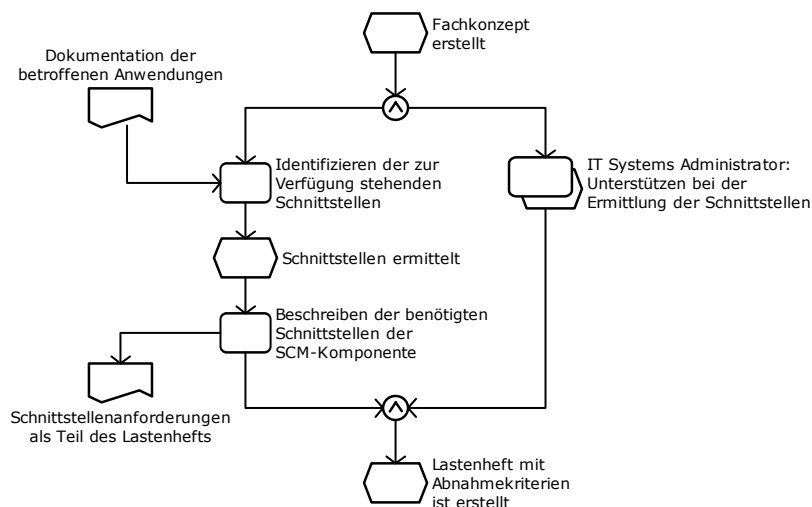 Fachkonzept
erstellt
Dokumentation der
betroffenen Anwendungen
Identifizieren der zur
Verfügung stehenden
Schnittstellen
IT Systems Administrator:
Unterstützen bei der
Ermittlung der Schnittstellen
Schnittstellen ermittelt
Beschreiben der benötigten
Schnittstellen der
SCM-Komponente
Schnittstellenanforderungen
als Teil des Lastenhefts
Lastenheft mit
Abnahmekriterien
ist erstellt